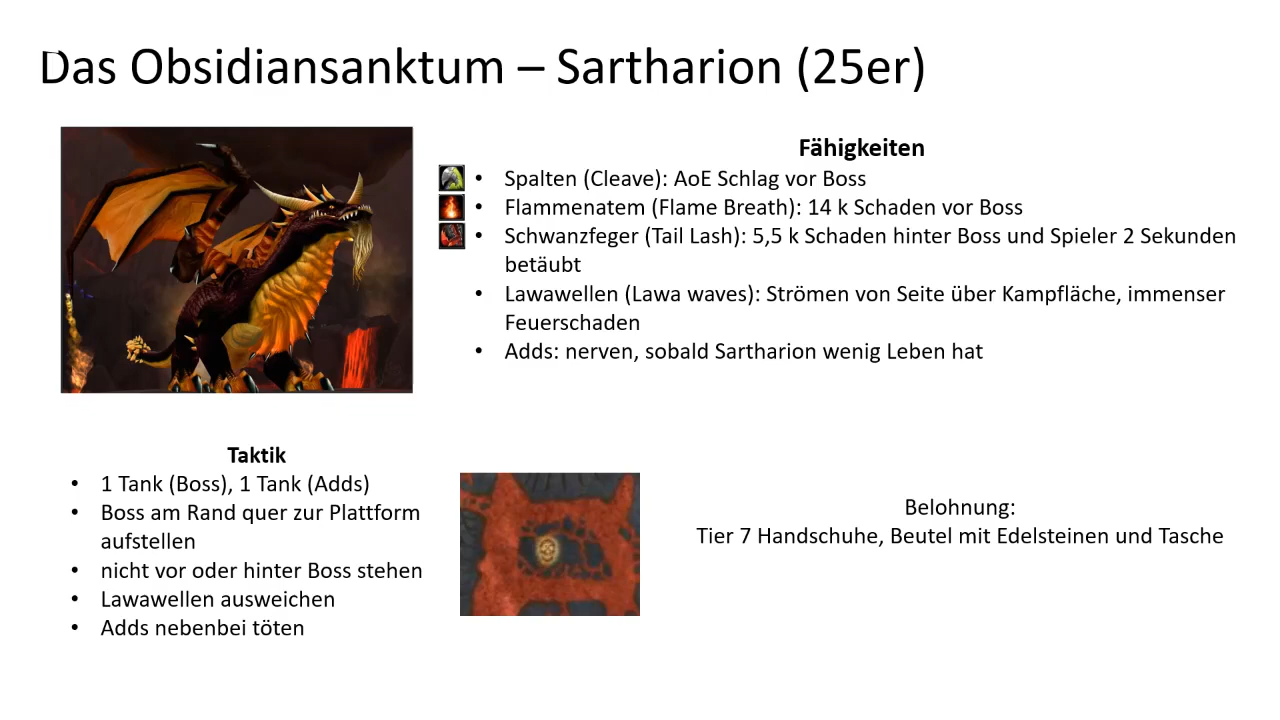 Das Obsidiansanktum – Sartharion (25er)
Fähigkeiten
• Spalten (Cleave): AoE Schlag vor Boss
• Flammenatem (Flame Breath): 14 k Schaden vor Boss
• Schwanzfeger (Tail Lash): 5,5 k Schaden hinter Boss und Spieler 2 Sekunden
betäubt
• Lawawellen (Lawa waves): Strömen von Seite über Kampfläche, immenser
Feuerschaden
• Adds: nerven, sobald Sartharion wenig Leben hat
Taktik
• 1 Tank (Boss), 1 Tank (Adds)
• Boss am Rand quer zur Plattform
aufstellen
• nicht vor oder hinter Boss stehen
• Lawawellen ausweichen
• Adds nebenbei töten
Belohnung:
Tier 7 Handschuhe, Beutel mit Edelsteinen und Tasche